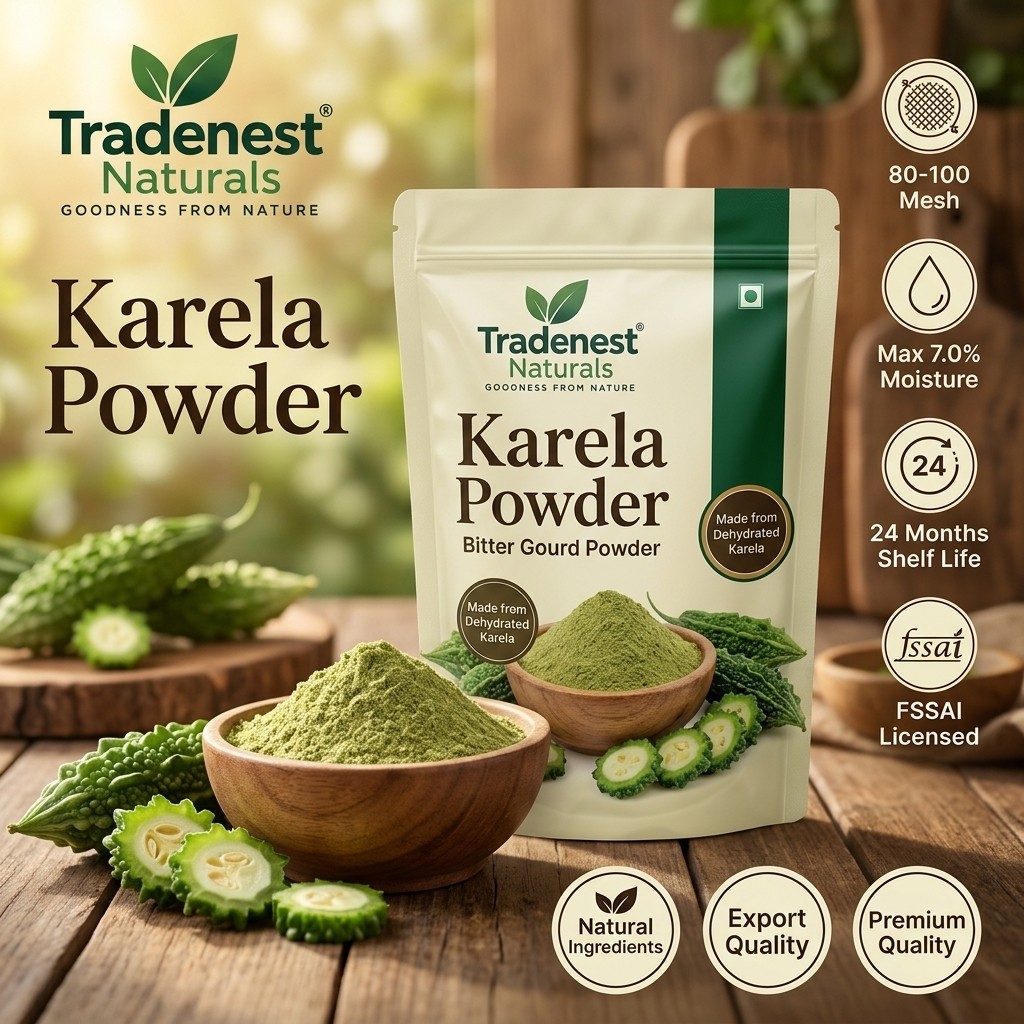 Tradenest®
Naturals
GOODNESS FROM NATURE
Karela
Powder
Tradenest®
Naturals
GOODNESS FROM NATURE
Karela
Powder
Bitter Gourd Powder
Made from
Dehydrated
Karela
Made from
Dehydrated
Karela
80-100
Mesh
Max 7.0%
Moisture
24
24 Months
Shelf Life
fssai
FSSAI
Licensed
Natural
Ingredients
Export
Quality
Premium
Quality